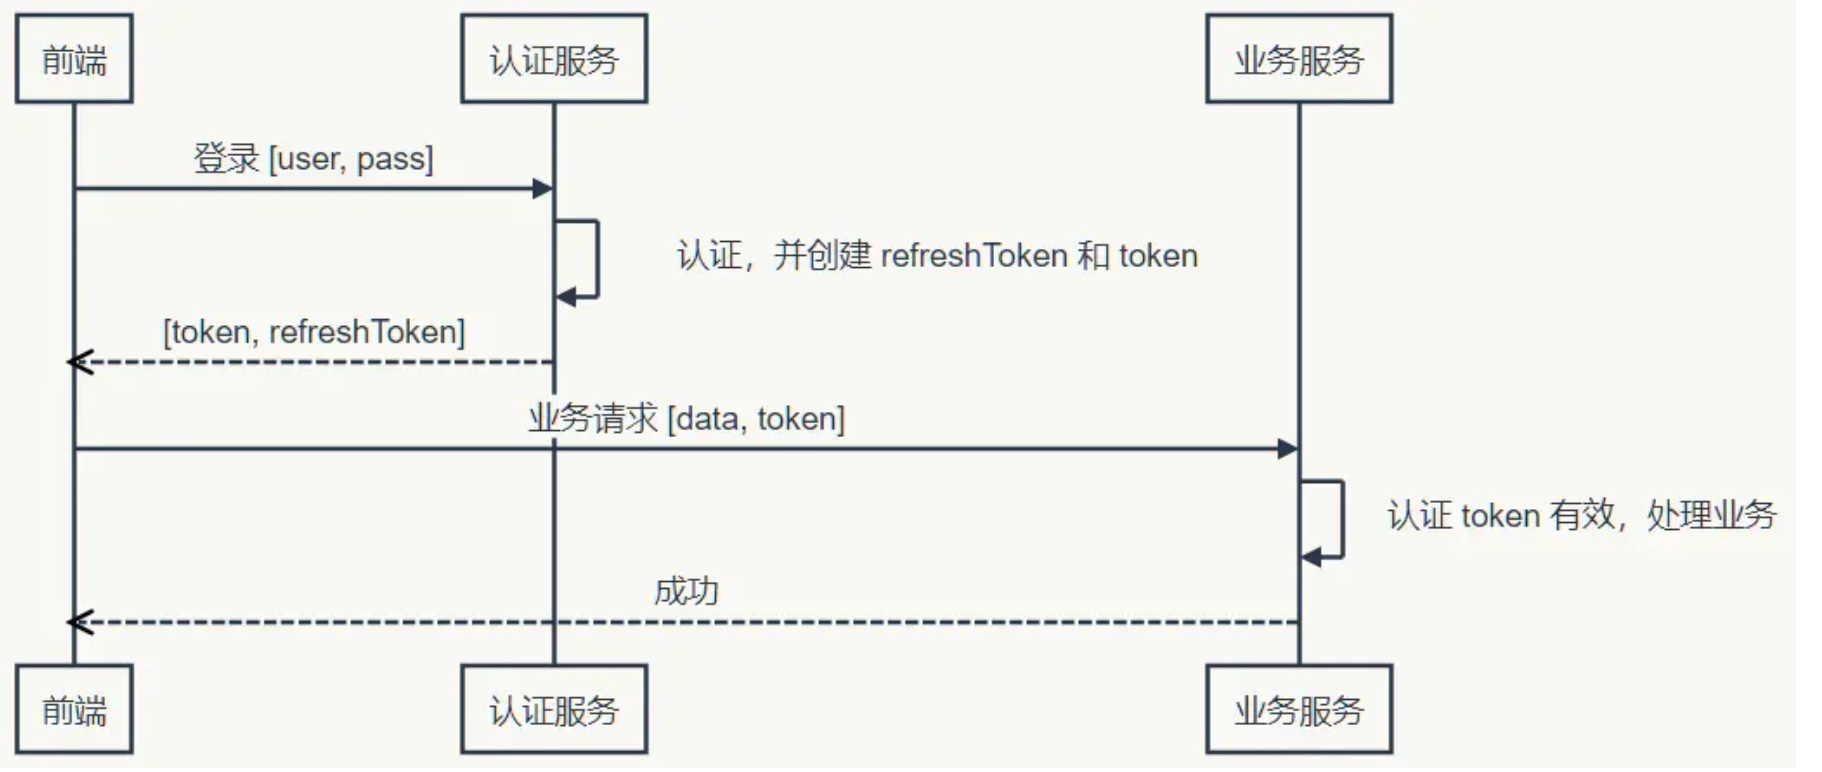 前端
认证服务
业务服务
登录 [user, pass]
认证，并创建 refreshToken 和 token
[token, refreshToken]
业务请求 [data, token]
认证 token 有效，处理业务
成功
前端
认证服务
业务服务